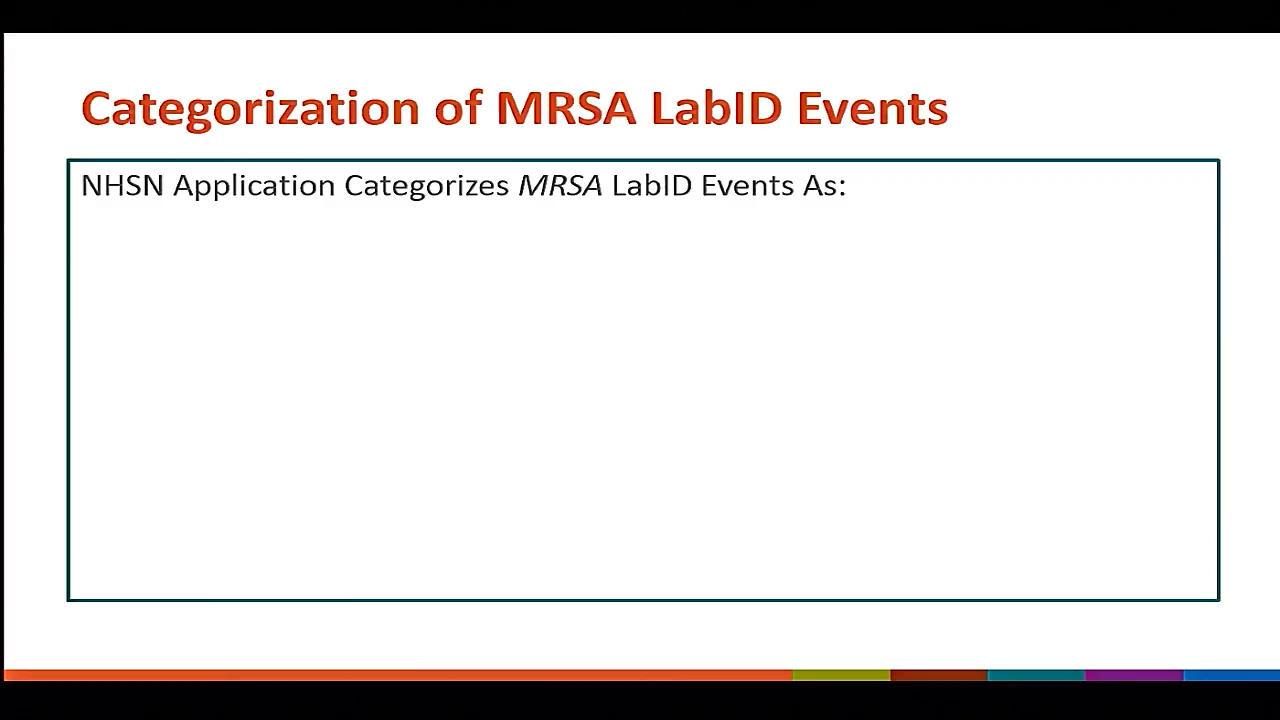 Categorization of MRSA LabID Events
NHSN Application Categorizes MRSA LabID Events As: